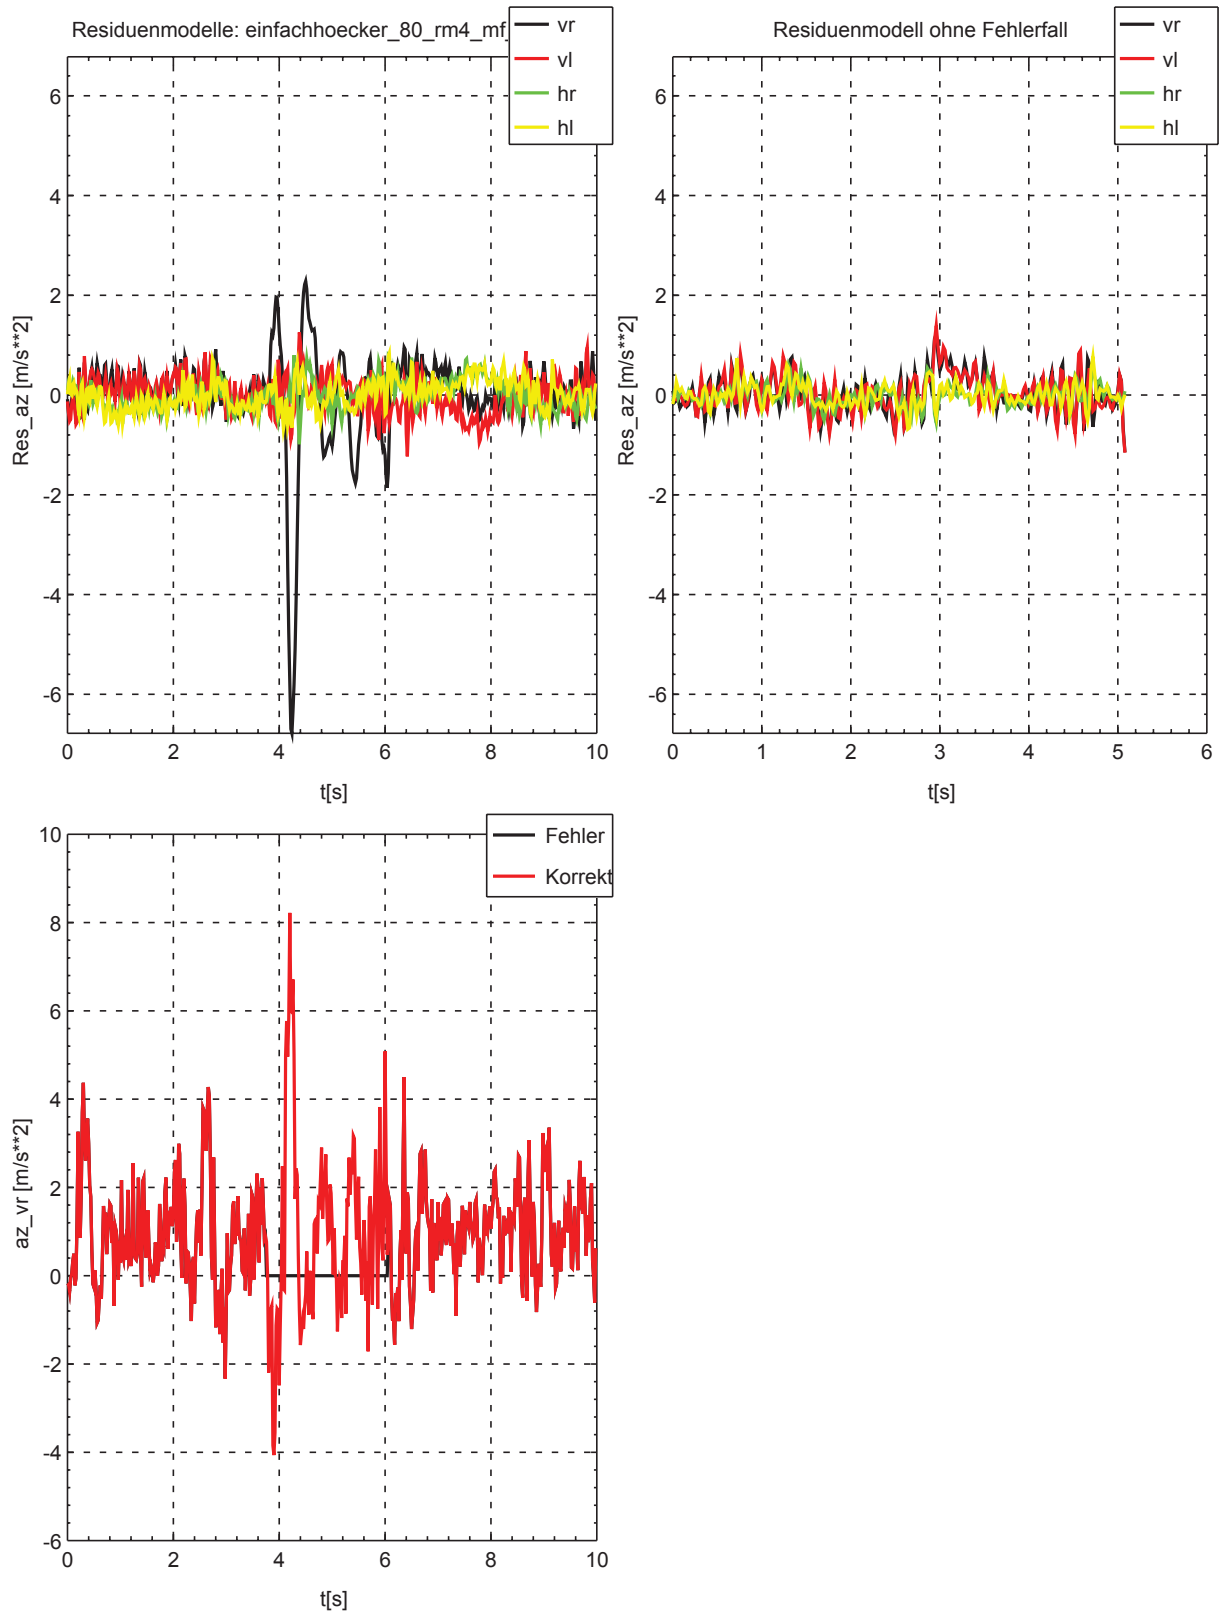 Residuenmodelle: einfachhoecker_80_rm4_mf_
vr
vl
hr
hl
6
4
2
0
-2
-4
-6
Res_az [m/s**2]
0 2 4 6 8 10
t[s]
Residuenmodell ohne Fehlerfall
vr
vl
hr
hl
6
4
2
0
-2
-4
-6
Res_az [m/s**2]
0 1 2 3 4 5 6
t[s]
Fehler
Korrekt
10
8
6
4
2
0
-2
-4
-6
az_vr [m/s**2]
0 2 4 6 8 10
t[s]